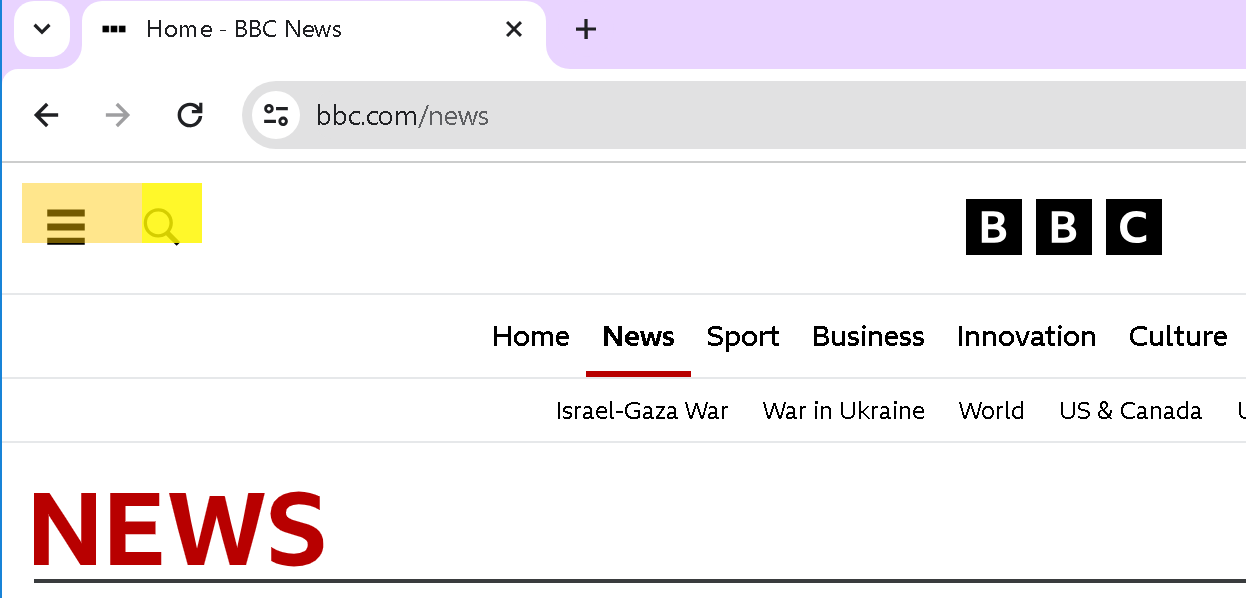 Home - BBC News
bbc.com/news
BBC
Home News Sport Business Innovation Culture
Israel-Gaza War War in Ukraine World US & Canada
NEWS